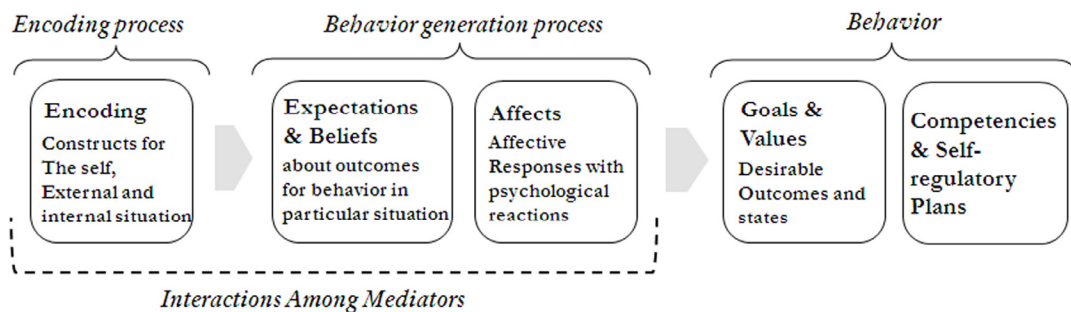 Encoding process
Behavior generation process
Behavior
Encoding
Constructs for
The self,
External and
internal situation
Expectations
& Beliefs
about outcomes
for behavior in
particular situation
Affects
Affective
Responses with
psychological
reactions
Goals &
Values
Desirable
Outcomes and
states
Competencies
& Self-
regulatory
Plans
Interactions Among Mediators